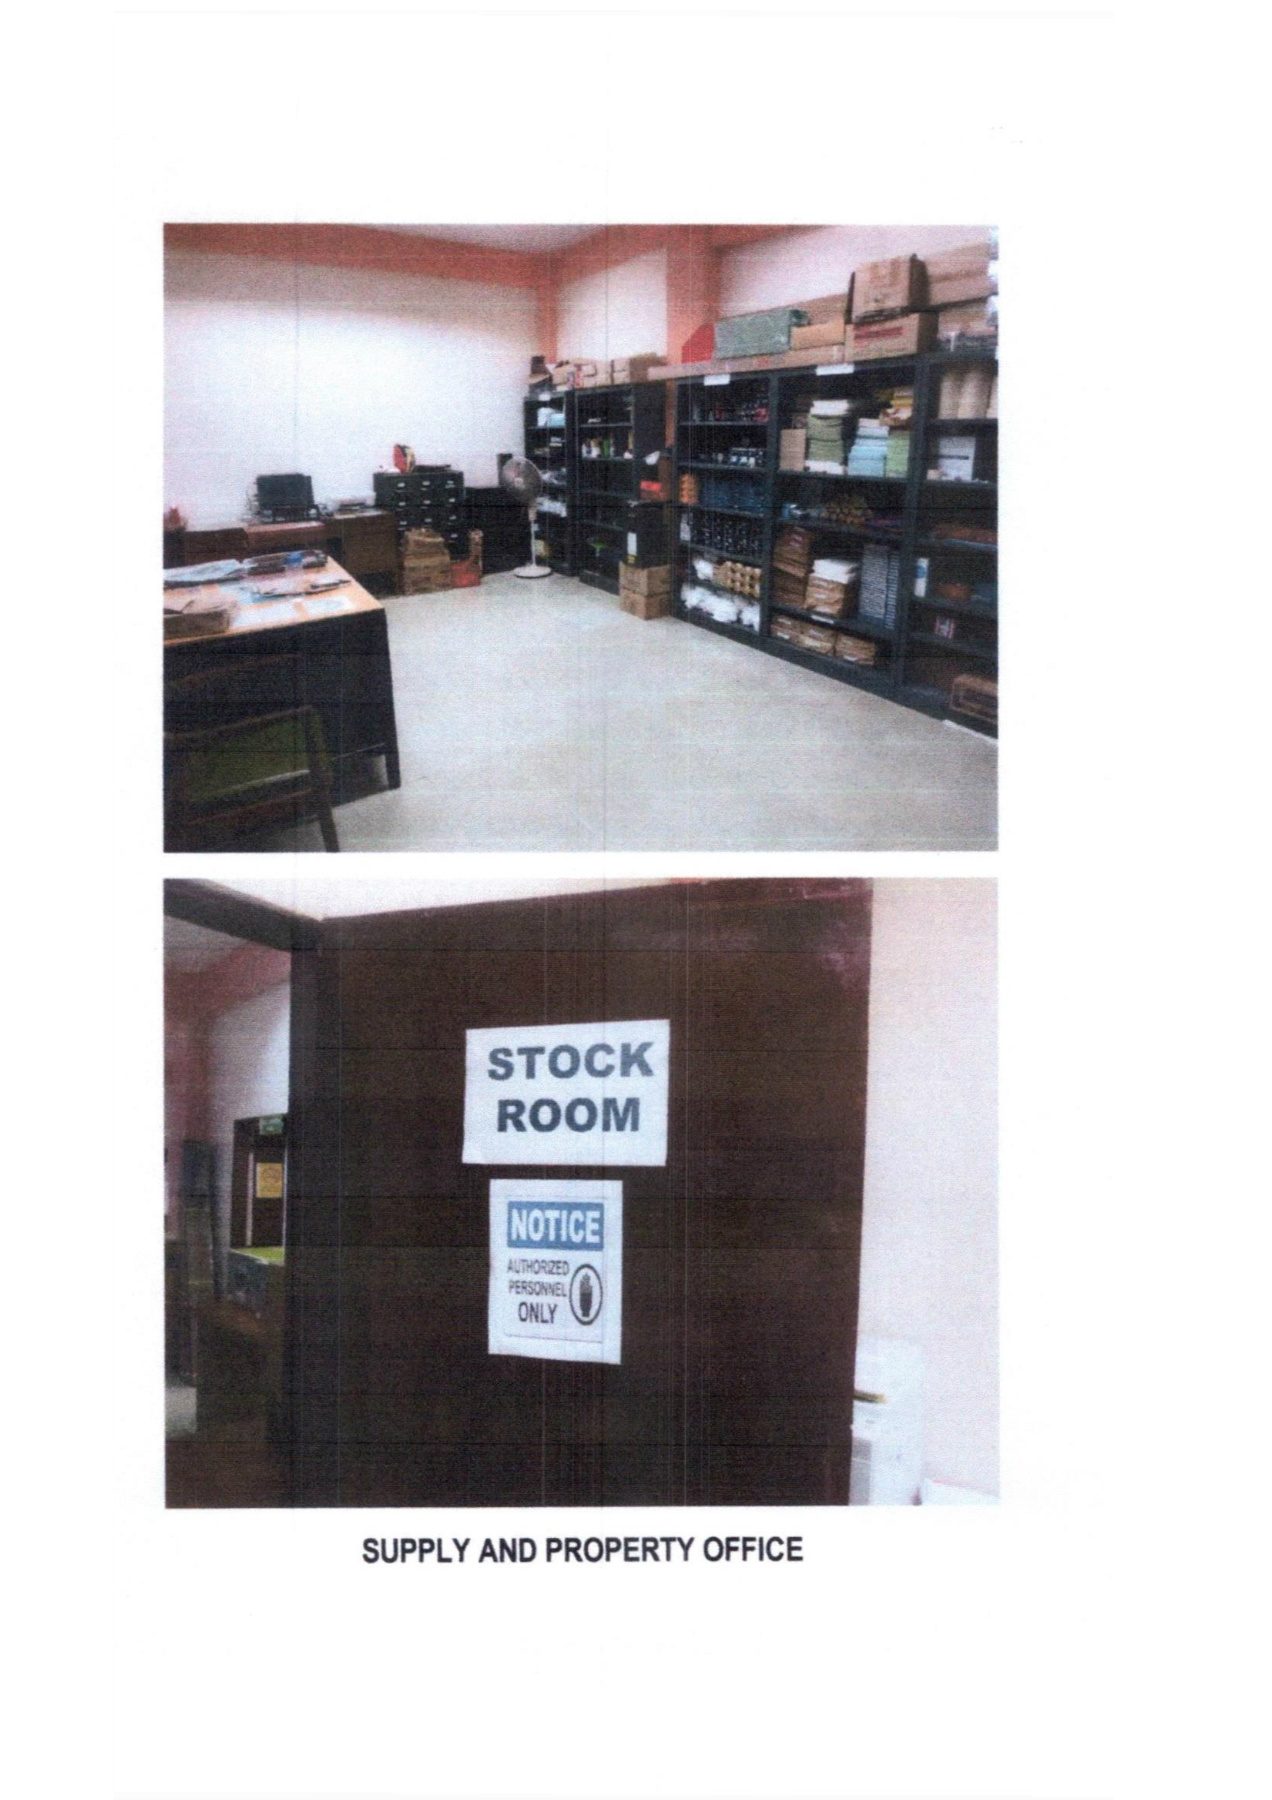 STOCK
ROOM
NOTICE
AUTHORIZED
PERSONNEL
ONLY
SUPPLY AND PROPERTY OFFICE